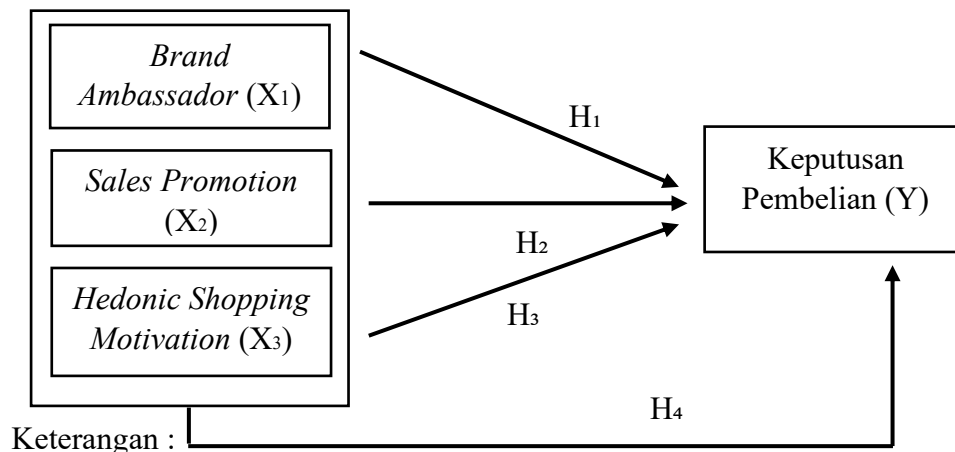 Brand
Ambassador (X₁)
H₁
Keputusan
Pembelian (Y)
Sales Promotion
(X₂)
H₂
Hedonic Shopping
Motivation (X₃)
H₃
H₄
Keterangan :